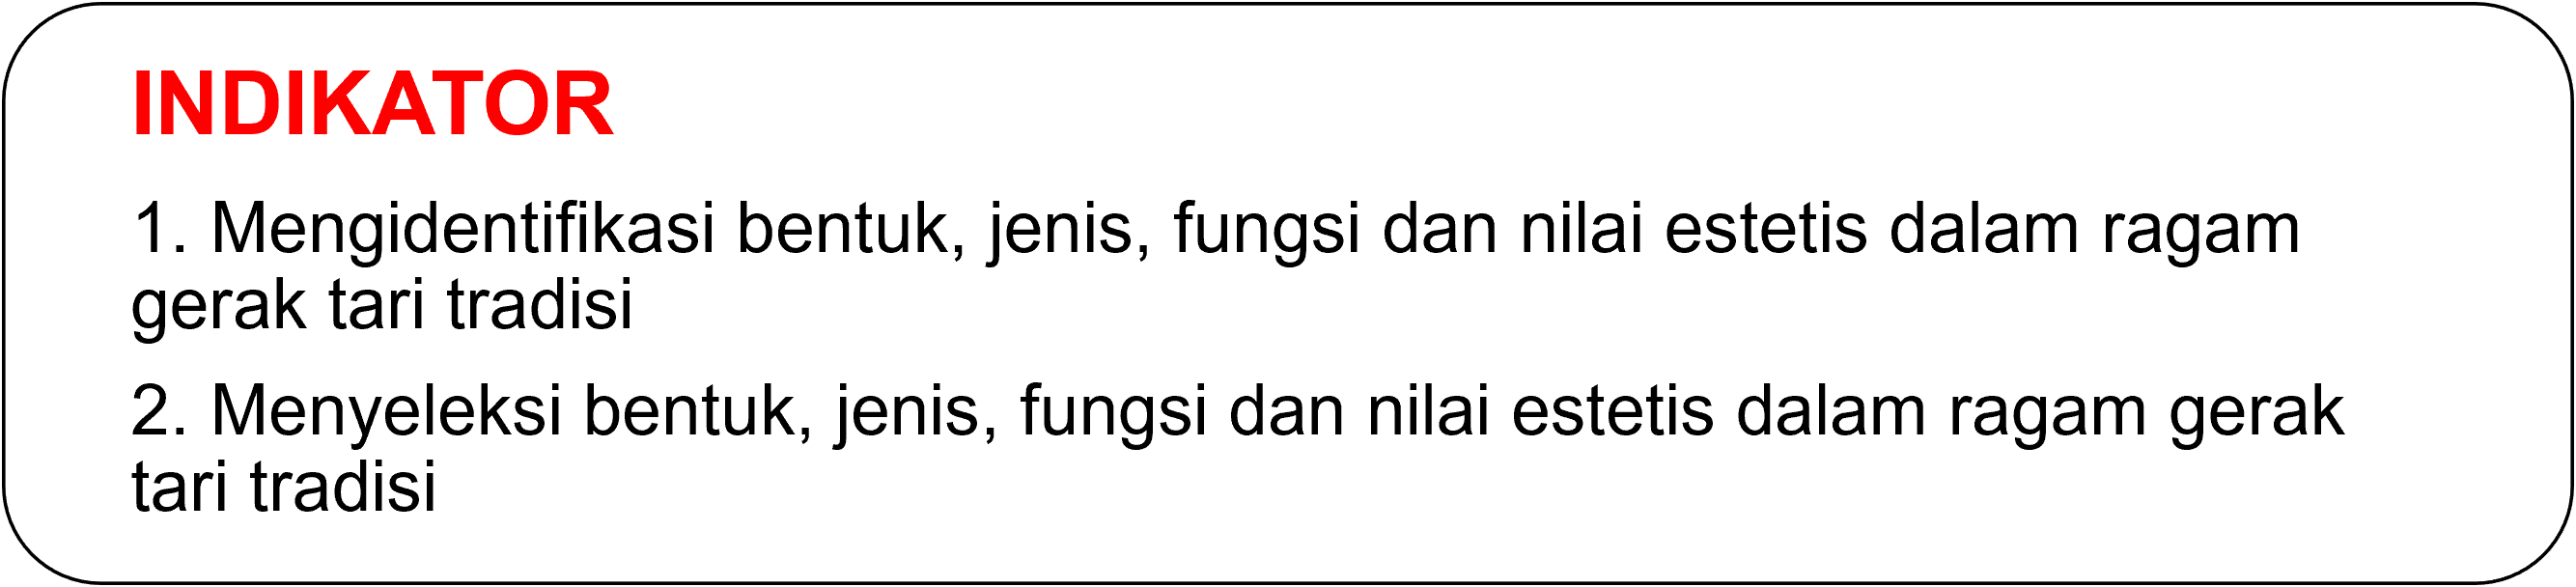 INDIKATOR
1. Mengidentifikasi bentuk, jenis, fungsi dan nilai estetis dalam ragam
gerak tari tradisi
2. Menyeleksi bentuk, jenis, fungsi dan nilai estetis dalam ragam gerak
tari tradisi